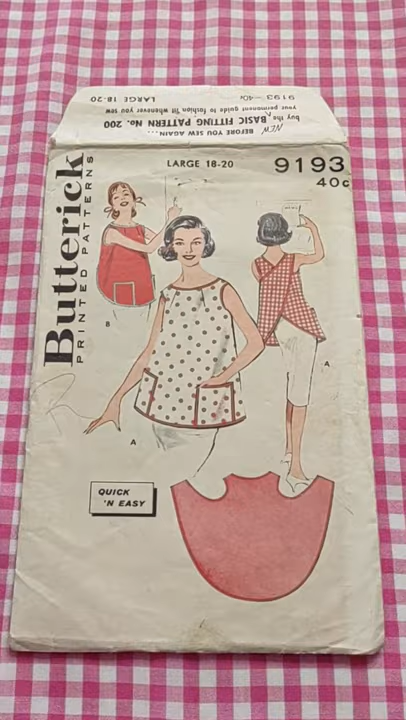 NEW
BEFORE YOU SEW AGAIN...
buy the BASIC FITTING PATTERN No. 200
your permanent guide to fashion fit whenever you sew
9193—40c LARGE 18-20
Butterick
PRINTED PATTERNS
LARGE 18-20
9193
40c
B
A
A
QUICK
'N EASY